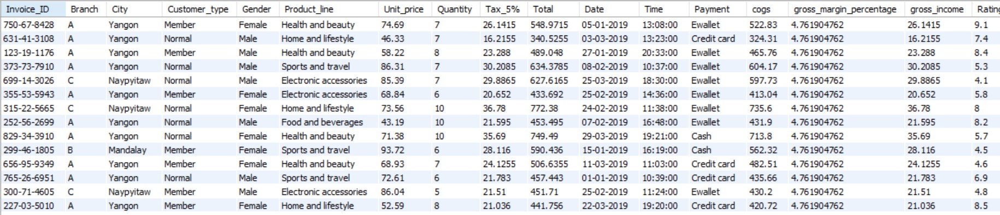 Invoice_ID Branch City Customer_type Gender Product_line Unit_price Quantity Tax_5% Total Date Time Payment cogs gross_margin_percentage gross_income Rating
750-67-8428 A Yangon Member Female Health and beauty 74.69 7 26.1415 548.9715 05-01-2019 13:08:00 Ewallet 522.83 4.761904762 26.1415 9.1
631-41-3108 A Yangon Normal Male Home and lifestyle 46.33 7 16.2155 340.5255 03-03-2019 13:23:00 Credit card 324.31 4.761904762 16.2155 7.4
123-19-1176 A Yangon Member Male Health and beauty 58.22 8 23.288 489.048 27-01-2019 20:33:00 Ewallet 465.76 4.761904762 23.288 8.4
373-73-7910 A Yangon Normal Male Sports and travel 86.31 7 30.2085 634.3785 08-02-2019 10:37:00 Ewallet 604.17 4.761904762 30.2085 5.3
699-14-3026 C Naypyitaw Normal Male Electronic accessories 85.39 7 29.8865 627.6165 25-03-2019 18:30:00 Ewallet 597.73 4.761904762 29.8865 4.1
355-53-5943 A Yangon Member Female Electronic accessories 68.84 6 20.652 433.692 25-02-2019 14:36:00 Ewallet 413.04 4.761904762 20.652 5.8
315-22-5665 C Naypyitaw Normal Female Home and lifestyle 73.56 10 36.78 772.38 24-02-2019 11:38:00 Ewallet 735.6 4.761904762 36.78 8
252-56-2699 A Yangon Normal Male Food and beverages 43.19 10 21.595 453.495 07-02-2019 16:48:00 Ewallet 431.9 4.761904762 21.595 8.2
829-34-3910 A Yangon Normal Female Health and beauty 71.38 10 35.69 749.49 29-03-2019 19:21:00 Cash 713.8 4.761904762 35.69 5.7
299-46-1805 B Mandalay Member Female Sports and travel 93.72 6 28.116 590.436 15-01-2019 16:19:00 Cash 562.32 4.761904762 28.116 4.5
656-95-9349 A Yangon Member Female Health and beauty 68.93 7 24.1255 506.6355 11-03-2019 11:03:00 Credit card 482.51 4.761904762 24.1255 4.6
765-26-6951 A Yangon Normal Male Sports and travel 72.61 6 21.783 457.443 01-01-2019 10:39:00 Credit card 435.66 4.761904762 21.783 6.9
300-71-4605 C Naypyitaw Member Male Electronic accessories 86.04 5 21.51 451.71 25-02-2019 11:24:00 Ewallet 430.2 4.761904762 21.51 4.8
227-03-5010 A Yangon Member Female Home and lifestyle 52.59 8 21.036 441.756 22-03-2019 19:20:00 Credit card 420.72 4.761904762 21.036 8.5